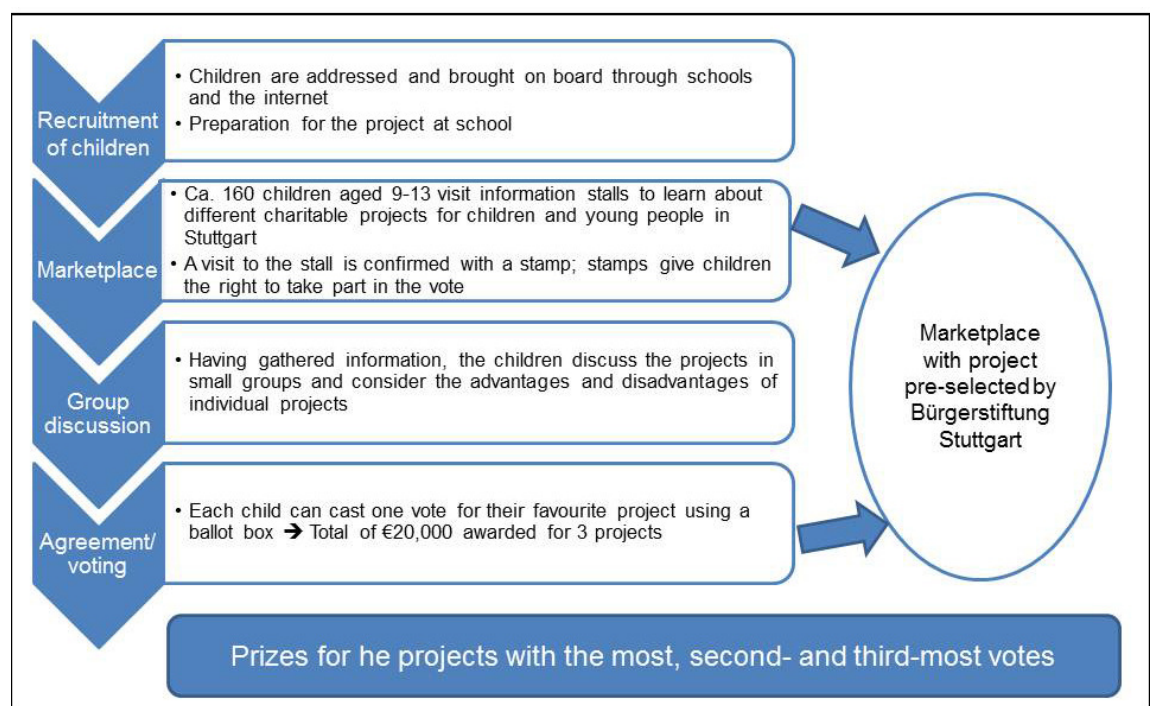 Recruitment
of children
• Children are addressed and brought on board through schools
and the internet
• Preparation for the project at school
Marketplace
• Ca. 160 children aged 9-13 visit information stalls to learn about
different charitable projects for children and young people in
Stuttgart
• A visit to the stall is confirmed with a stamp; stamps give children
the right to take part in the vote
Group
discussion
• Having gathered information, the children discuss the projects in
small groups and consider the advantages and disadvantages of
individual projects
Agreement/
voting
• Each child can cast one vote for their favourite project using a
ballot box ➔ Total of €20,000 awarded for 3 projects
Marketplace
with project
pre-selected by
Bürgerstiftung
Stuttgart
Prizes for he projects with the most, second- and third-most votes